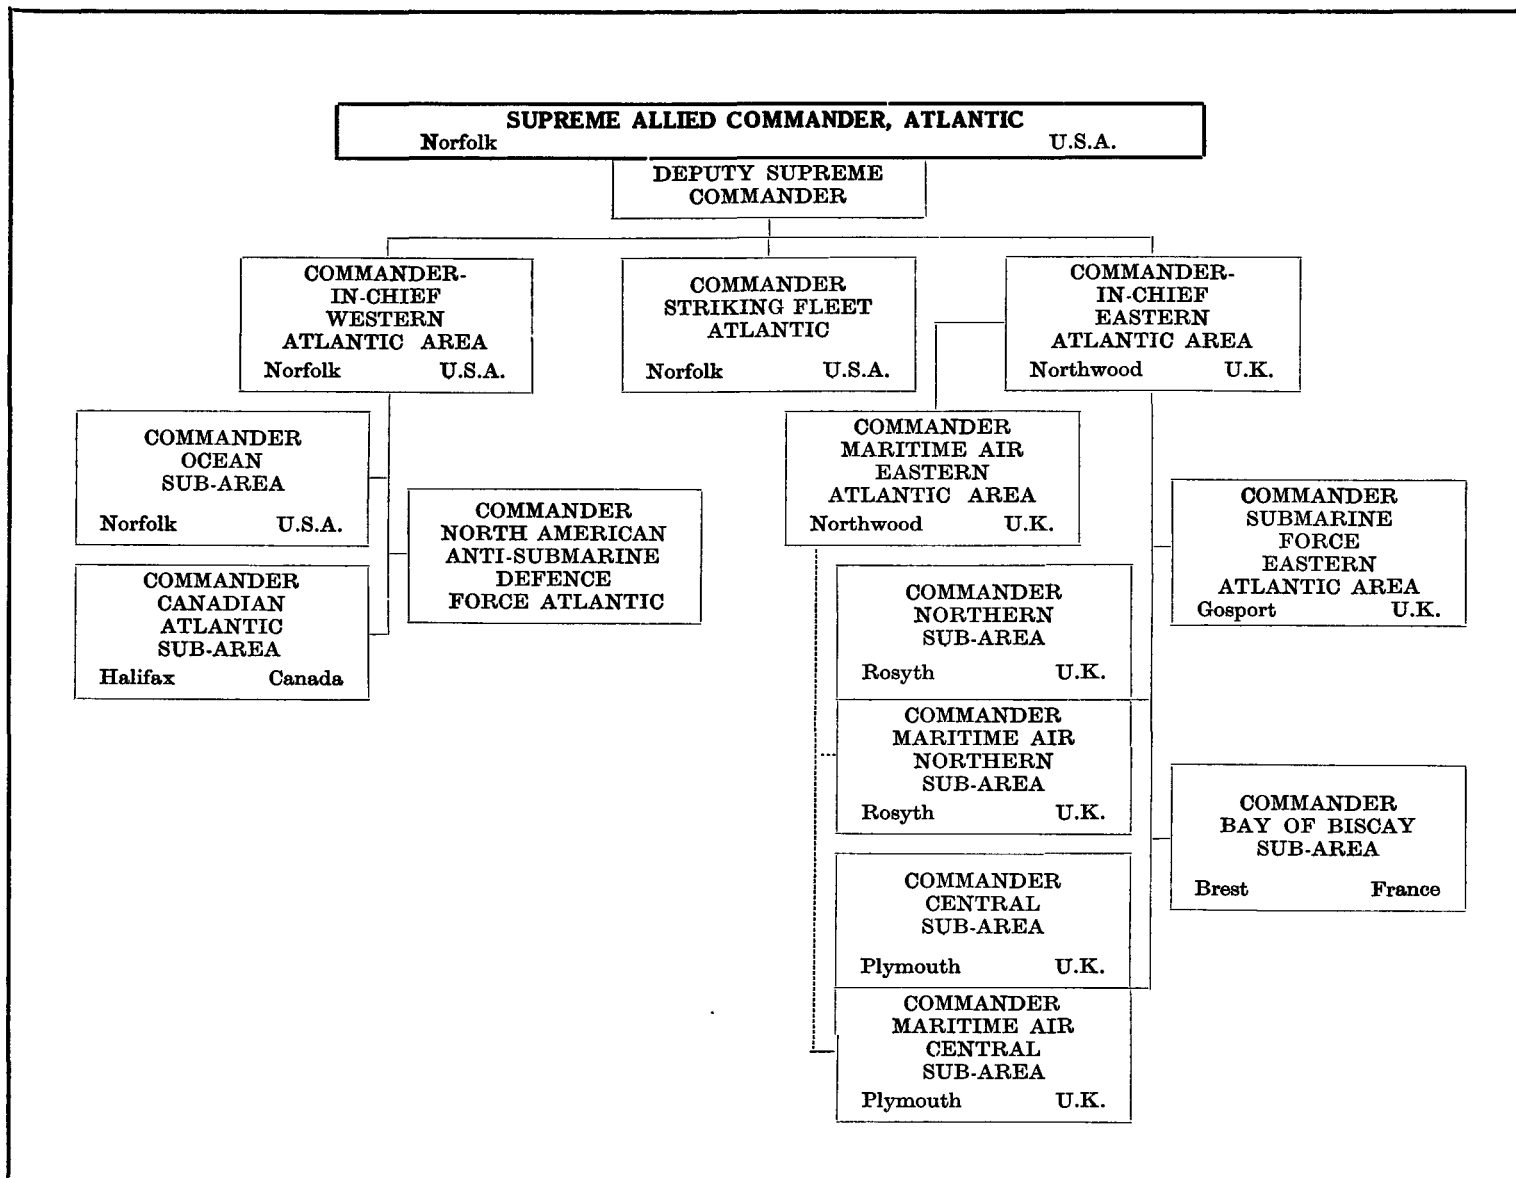 SUPREME ALLIED COMMANDER, ATLANTIC
Norfolk U.S.A.
DEPUTY SUPREME
COMMANDER
COMMANDER-
IN-CHIEF
WESTERN
ATLANTIC AREA
Norfolk U.S.A.
COMMANDER
STRIKING FLEET
ATLANTIC
Norfolk U.S.A.
COMMANDER-
IN-CHIEF
EASTERN
ATLANTIC AREA
Northwood U.K.
COMMANDER
OCEAN
SUB-AREA
Norfolk U.S.A.
COMMANDER
NORTH AMERICAN
ANTI-SUBMARINE
DEFENCE
FORCE ATLANTIC
COMMANDER
CANADIAN
ATLANTIC
SUB-AREA
Halifax Canada
COMMANDER
MARITIME AIR
EASTERN
ATLANTIC AREA
Northwood U.K.
COMMANDER
SUBMARINE
FORCE
EASTERN
ATLANTIC AREA
Gosport U.K.
COMMANDER
NORTHERN
SUB-AREA
Rosyth U.K.
COMMANDER
MARITIME AIR
NORTHERN
SUB-AREA
Rosyth U.K.
COMMANDER
BAY OF BISCAY
SUB-AREA
Brest France
COMMANDER
CENTRAL
SUB-AREA
Plymouth U.K.
COMMANDER
MARITIME AIR
CENTRAL
SUB-AREA
Plymouth U.K.